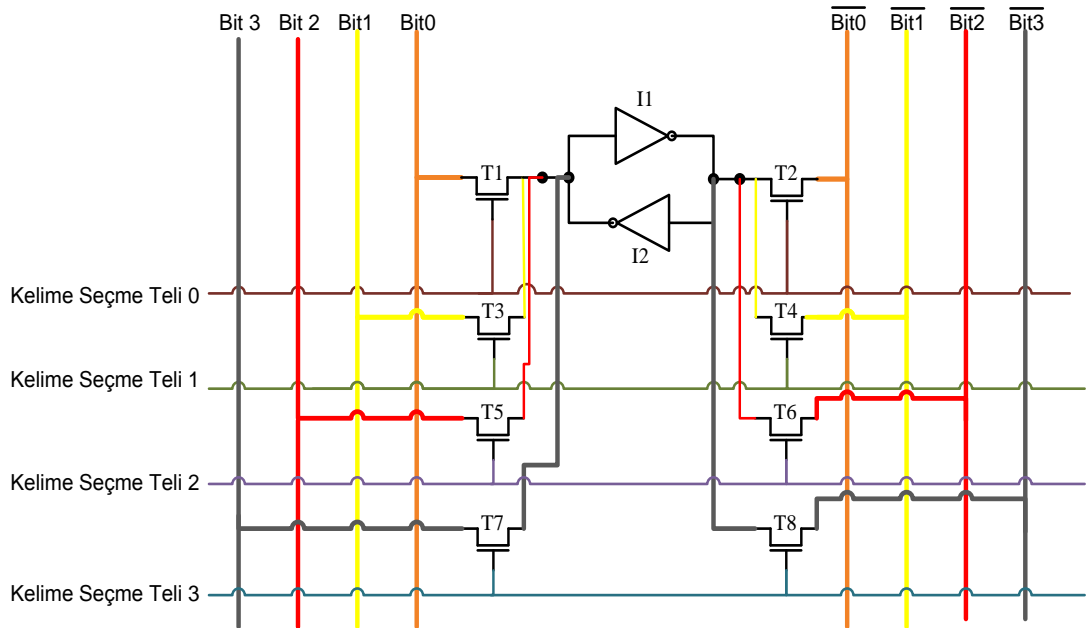 Bit 3 Bit 2 Bit1 Bit0 Bit0 Bit1 Bit2 Bit3
I1
T1 T2
I2
Kelime Seçme Teli 0
T3 T4
Kelime Seçme Teli 1
T5 T6
Kelime Seçme Teli 2
T7 T8
Kelime Seçme Teli 3